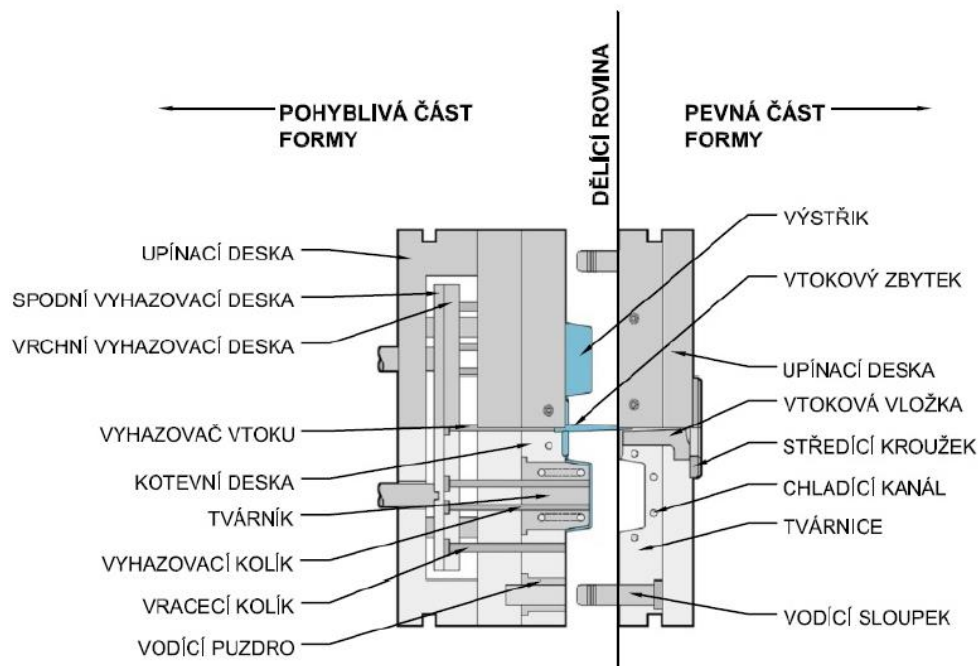 POHYBLIVÁ ČÁST
FORMY
DĚLÍCÍ ROVINA
PEVNÁ ČÁST
FORMY
UPÍNACÍ DESKA
SPODNÍ VYHAZOVACÍ DESKA
VRCHNÍ VYHAZOVACÍ DESKA
VYHAZOVAČ VTOKU
KOTEVNÍ DESKA
TVÁRNÍK
VYHAZOVACÍ KOLÍK
VRACECÍ KOLÍK
VODÍCÍ PUZDRO
VÝSTŘIK
VTOKOVÝ ZBYTEK
UPÍNACÍ DESKA
VTOKOVÁ VLOŽKA
STŘEDÍCÍ KROUŽEK
CHLADÍCÍ KANÁL
TVÁRNICE
VODÍCÍ SLOUPEK